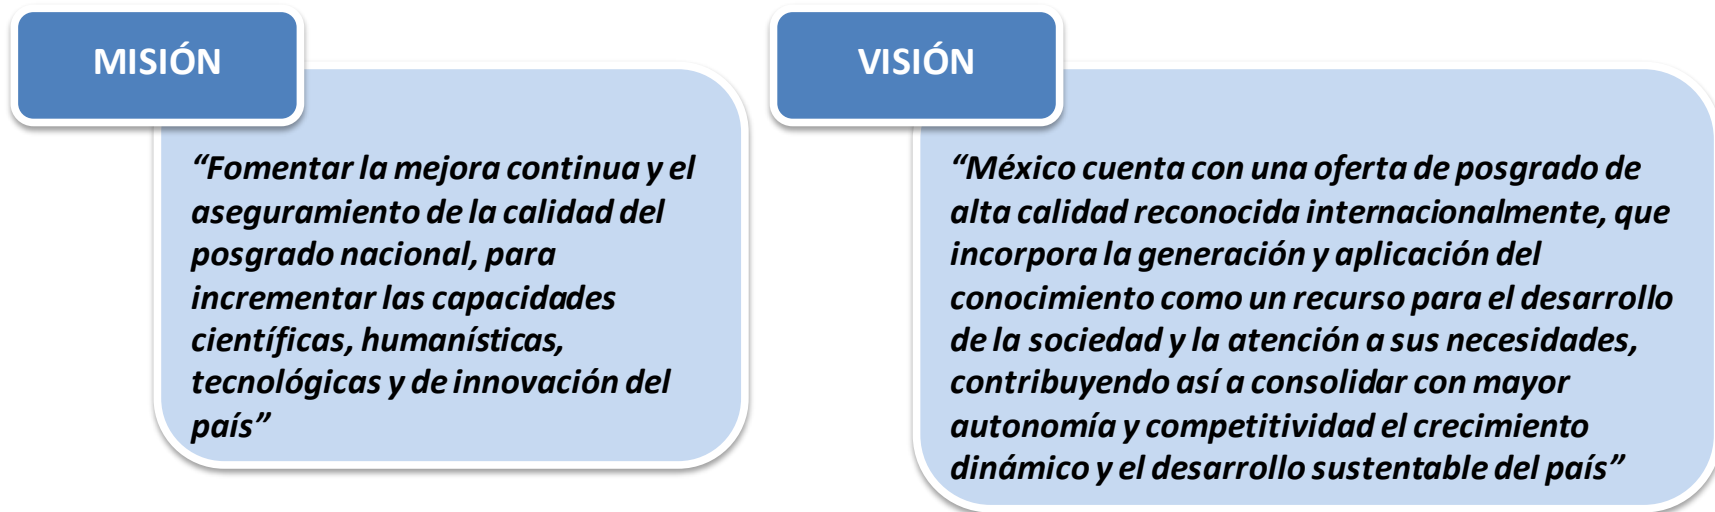 MISIÓN
“Fomentar la mejora continua y el
aseguramiento de la calidad del
posgrado nacional, para
incrementar las capacidades
científicas, humanísticas,
tecnológicas y de innovación del
país”
VISIÓN
“México cuenta con una oferta de posgrado de
alta calidad reconocida internacionalmente, que
incorpora la generación y aplicación del
conocimiento como un recurso para el desarrollo
de la sociedad y la atención a sus necesidades,
contribuyendo así a consolidar con mayor
autonomía y competitividad el crecimiento
dinámico y el desarrollo sustentable del país”